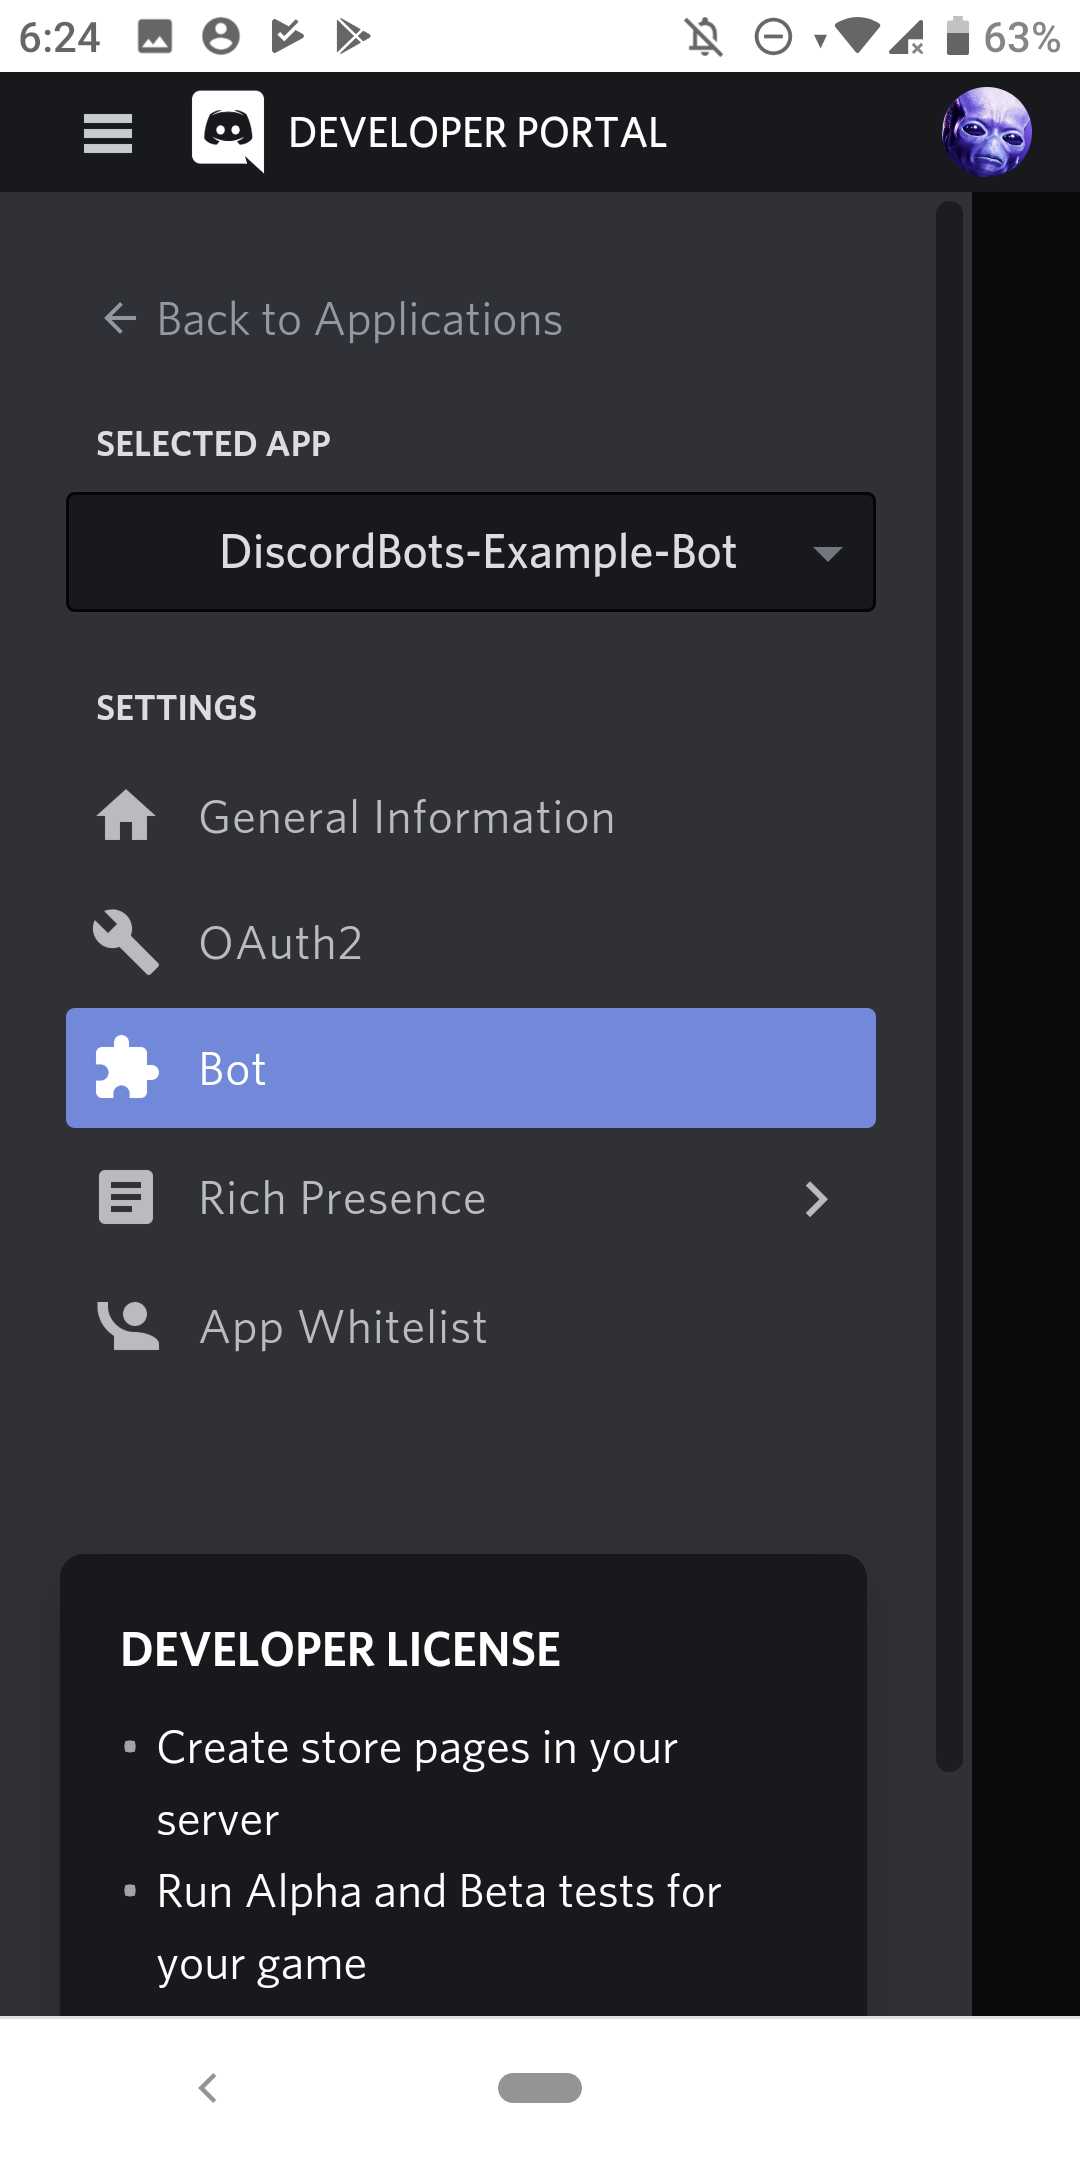 6:24
63%
DEVELOPER PORTAL
Back to Applications
SELECTED APP
DiscordBots-Example-Bot
SETTINGS
General Information
OAuth2
Bot
Rich Presence
App Whitelist
DEVELOPER LICENSE
• Create store pages in your
server
• Run Alpha and Beta tests for
your game